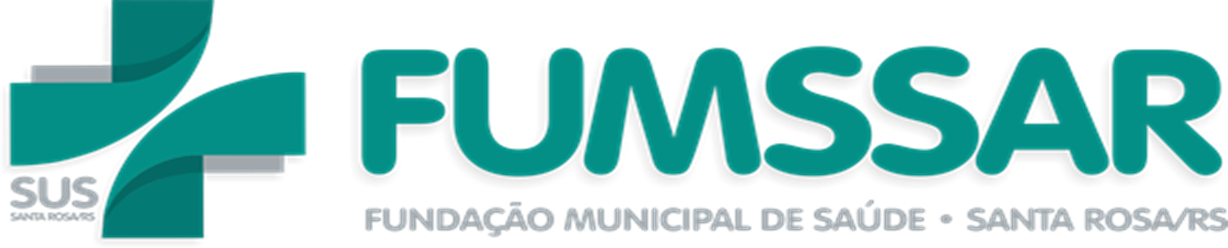 FUMSSAR
FUNDAÇÃO MUNICIPAL DE SAÚDE • SANTA ROSA/RS
SUS
SANTA ROSA/RS